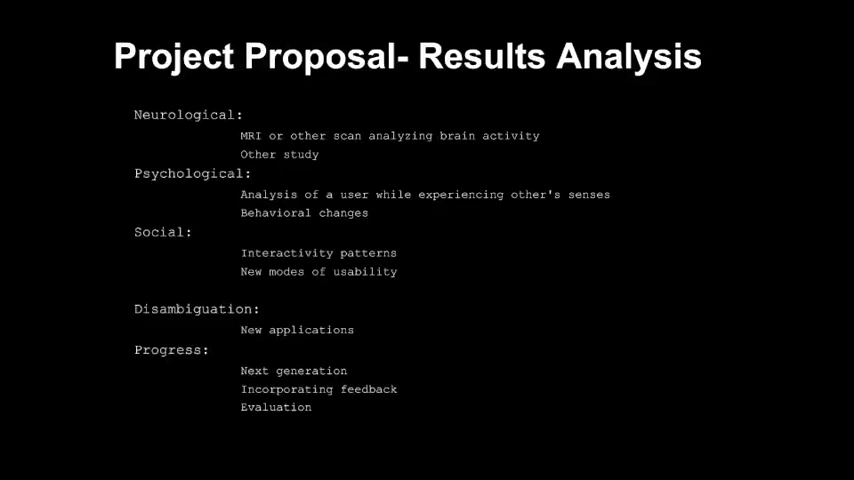 Project Proposal- Results Analysis
Neurological:
MRI or other scan analyzing brain activity
Other study
Psychological:
Analysis of a user while experiencing other's senses
Behavioral changes
Social:
Interactivity patterns
New modes of usability
Disambiguation:
New applications
Progress:
Next generation
Incorporating feedback
Evaluation